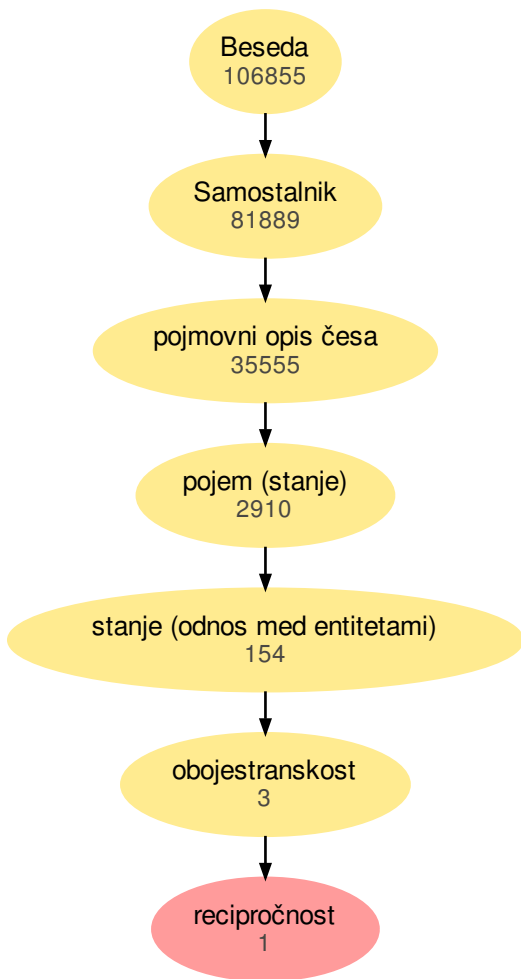 Beseda
106855
Samostalnik
81889
pojmovni opis česa
35555
pojem (stanje)
2910
stanje (odnos med entitetami)
154
obojestranskost
3
recipročnost
1